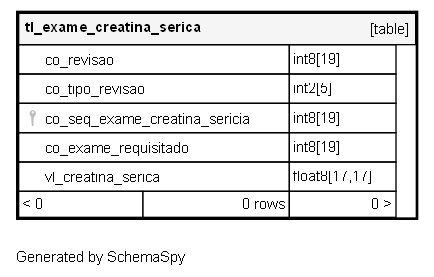 tl_exame_creatina_serica [table]
co_revisao int8[19]
co_tipo_revisao int2[5]
co_seq_exame_creatina_sericia int8[19]
co_exame_requisitado int8[19]
vl_creatina_serica float8[17,17]
< 0 0 rows 0 >
Generated by SchemaSpy